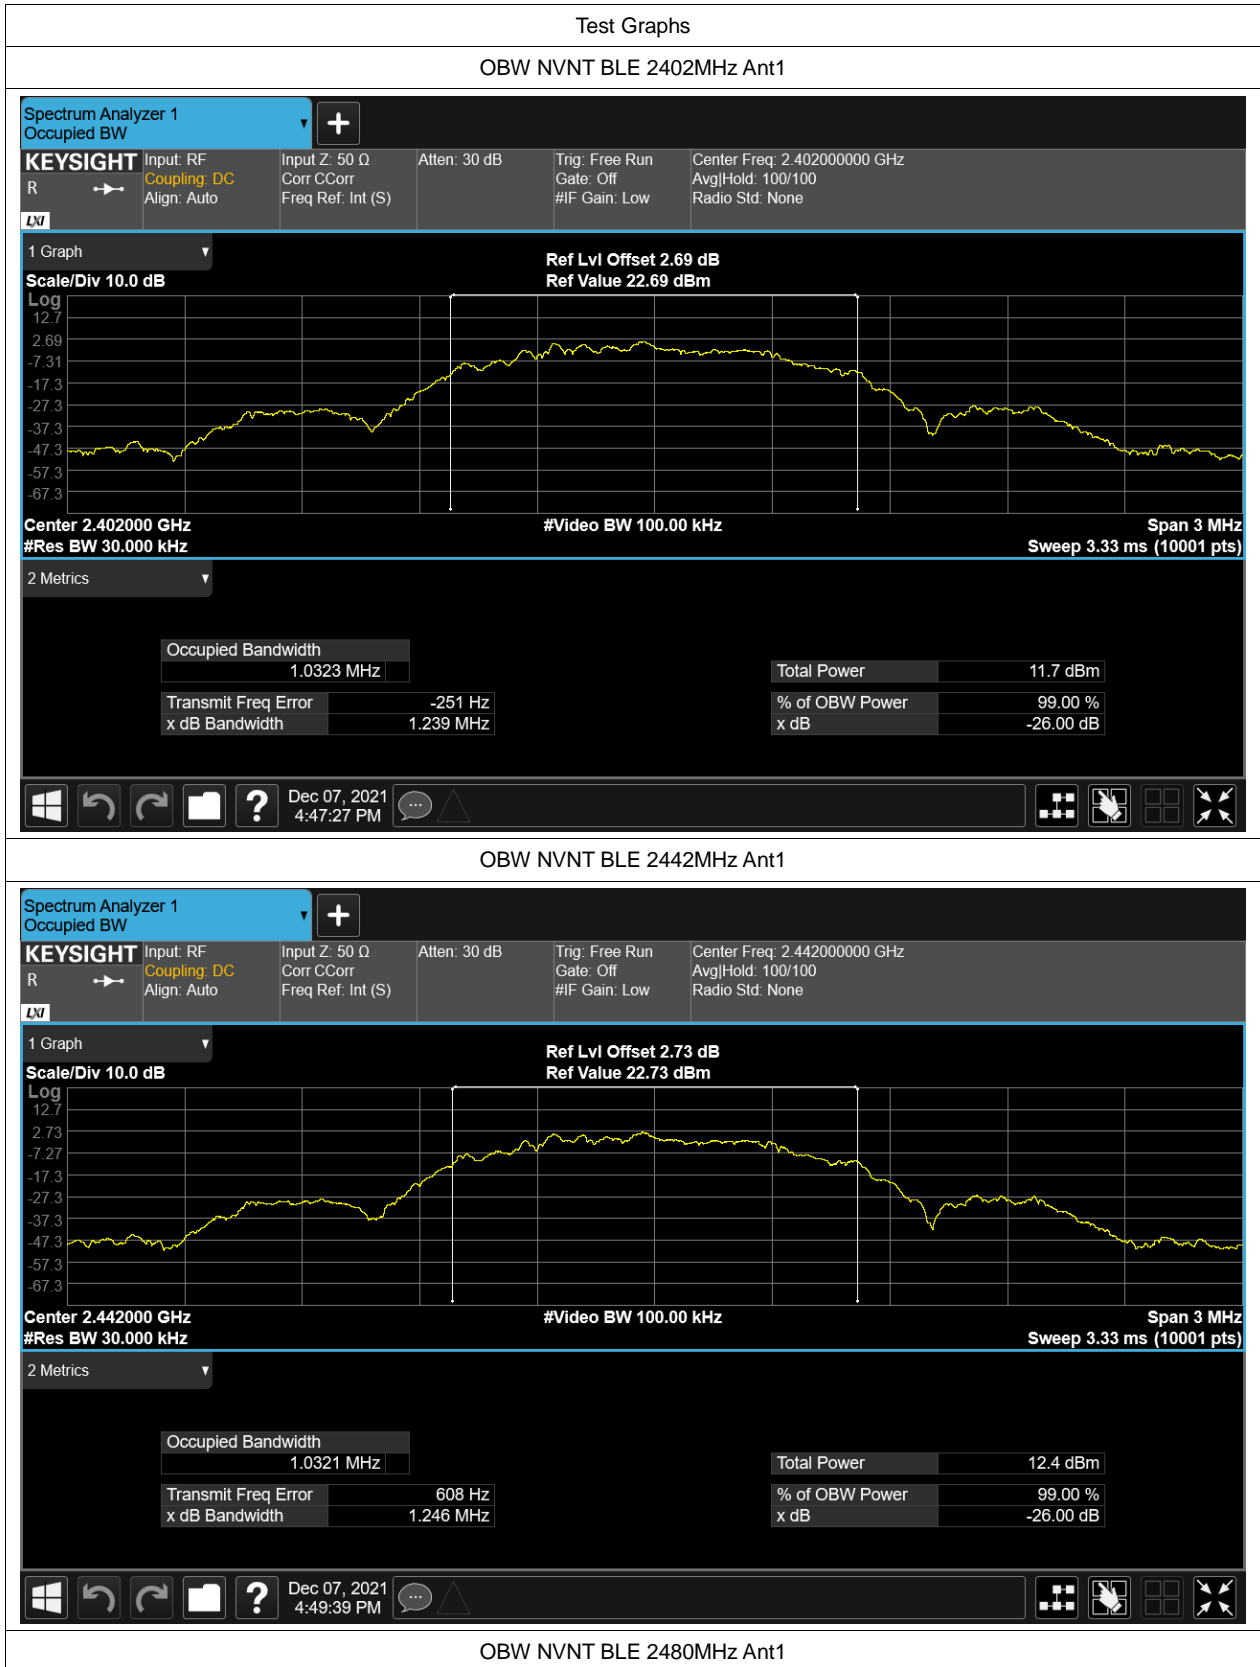 Test Graphs
OBW NVNT BLE 2402MHz Ant1
Spectrum Analyzer 1
Occupied BW
KEYSIGHT Input: RF Input Z: 50 Ω Atten: 30 dB Trig: Free Run Center Freq: 2.402000000 GHz
R Coupling: DC Corr CCorr Gate: Off Avg|Hold: 100/100
Align: Auto Freq Ref: Int (S) #IF Gain: Low Radio Std: None
LXI
1 Graph
Ref Lvl Offset 2.69 dB
Scale/Div 10.0 dB Ref Value 22.69 dBm
Log
12.7
2.69
-7.31
-17.3
-27.3
-37.3
-47.3
-57.3
-67.3
Center 2.402000 GHz #Video BW 100.00 kHz Span 3 MHz
#Res BW 30.000 kHz Sweep 3.33 ms (10001 pts)
2 Metrics
Occupied Bandwidth
1.0323 MHz Total Power 11.7 dBm
Transmit Freq Error -251 Hz % of OBW Power 99.00 %
x dB Bandwidth 1.239 MHz x dB -26.00 dB
? Dec 07, 2021
4:47:27 PM
OBW NVNT BLE 2442MHz Ant1
Spectrum Analyzer 1
Occupied BW
KEYSIGHT Input: RF Input Z: 50 Ω Atten: 30 dB Trig: Free Run Center Freq: 2.442000000 GHz
R Coupling: DC Corr CCorr Gate: Off Avg|Hold: 100/100
Align: Auto Freq Ref: Int (S) #IF Gain: Low Radio Std: None
LXI
1 Graph
Ref Lvl Offset 2.73 dB
Scale/Div 10.0 dB Ref Value 22.73 dBm
Log
12.7
2.73
-7.27
-17.3
-27.3
-37.3
-47.3
-57.3
-67.3
Center 2.442000 GHz #Video BW 100.00 kHz Span 3 MHz
#Res BW 30.000 kHz Sweep 3.33 ms (10001 pts)
2 Metrics
Occupied Bandwidth
1.0321 MHz Total Power 12.4 dBm
Transmit Freq Error 608 Hz % of OBW Power 99.00 %
x dB Bandwidth 1.246 MHz x dB -26.00 dB
? Dec 07, 2021
4:49:39 PM
OBW NVNT BLE 2480MHz Ant1